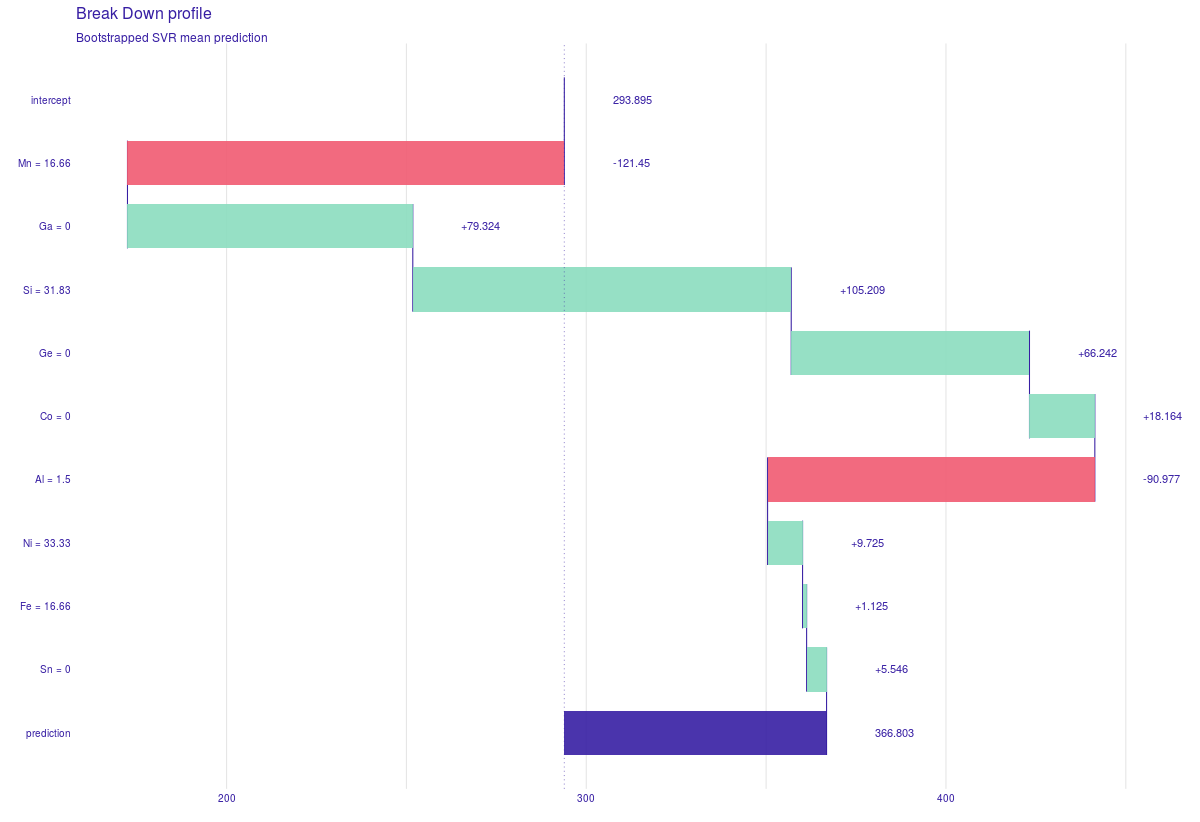 Break Down profile
Bootstrapped SVR mean prediction
intercept 293.895
Mn = 16.66 -121.45
Ga = 0 +79.324
Si = 31.83 +105.209
Ge = 0 +66.242
Co = 0 +18.164
Al = 1.5 -90.977
Ni = 33.33 +9.725
Fe = 16.66 +1.125
Sn = 0 +5.546
prediction 366.803
200 300 400